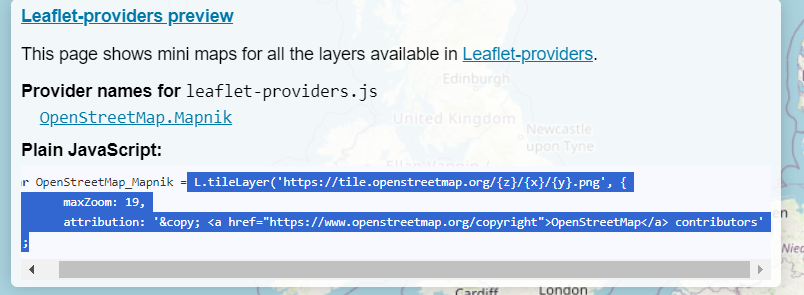 Leaflet-providers preview
This page shows mini maps for all the layers available in Leaflet-providers.
Provider names for leaflet-providers.js
OpenStreetMap.Mapnik
Plain JavaScript:
r OpenStreetMap_Mapnik = L.tileLayer('https://tile.openstreetmap.org/{z}/{x}/{y}.png', {
maxZoom: 19,
attribution: '&copy; <a href="https://www.openstreetmap.org/copyright">OpenStreetMap</a> contributors'
;
Edinburgh
United Kingdom
Newcastle
upon Tyne
Ellan Vannin /
Cardiff
London